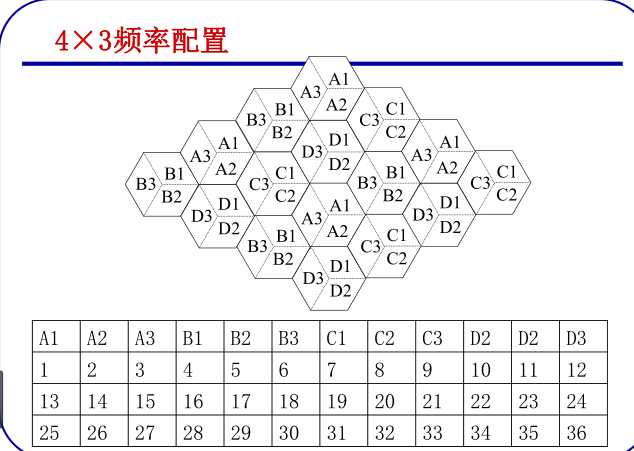 4×3频率配置
A3 A1
A2
B3 B1
B2
C3 C1
C2
A3 A1
A2
D3 D1
D2
A3 A1
A2
B3 B1
B2
C3 C1
C2
B3 B1
B2
C3 C1
C2
D3 D1
D2
A3 A1
A2
D3 D1
D2
B3 B1
B2
C3 C1
C2
D3 D1
D2
A1 A2 A3 B1 B2 B3 C1 C2 C3 D2 D2 D3
1 2 3 4 5 6 7 8 9 10 11 12
13 14 15 16 17 18 19 20 21 22 23 24
25 26 27 28 29 30 31 32 33 34 35 36